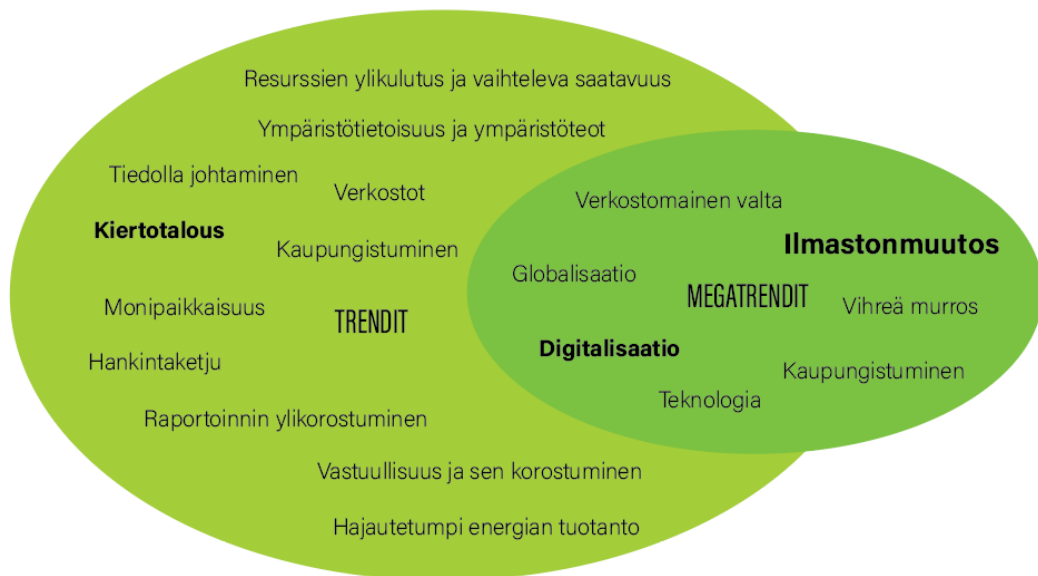 Resurssien ylikulutus ja vaihteleva saatavuus
Ympäristötietoisuus ja ympäristöteot
Tiedolla johtaminen
Verkostot
Kiertotalous
Kaupungistuminen
Monipaikkaisuus
TRENDIT
Hankintaketju
Raportoinnin ylikorostuminen
Vastuullisuus ja sen korostuminen
Hajautetumpi energian tuotanto
Verkostomainen valta
Ilmastonmuutos
Globalisaatio
MEGATRENDIT
Vihreä murros
Digitalisaatio
Kaupungistuminen
Teknologia